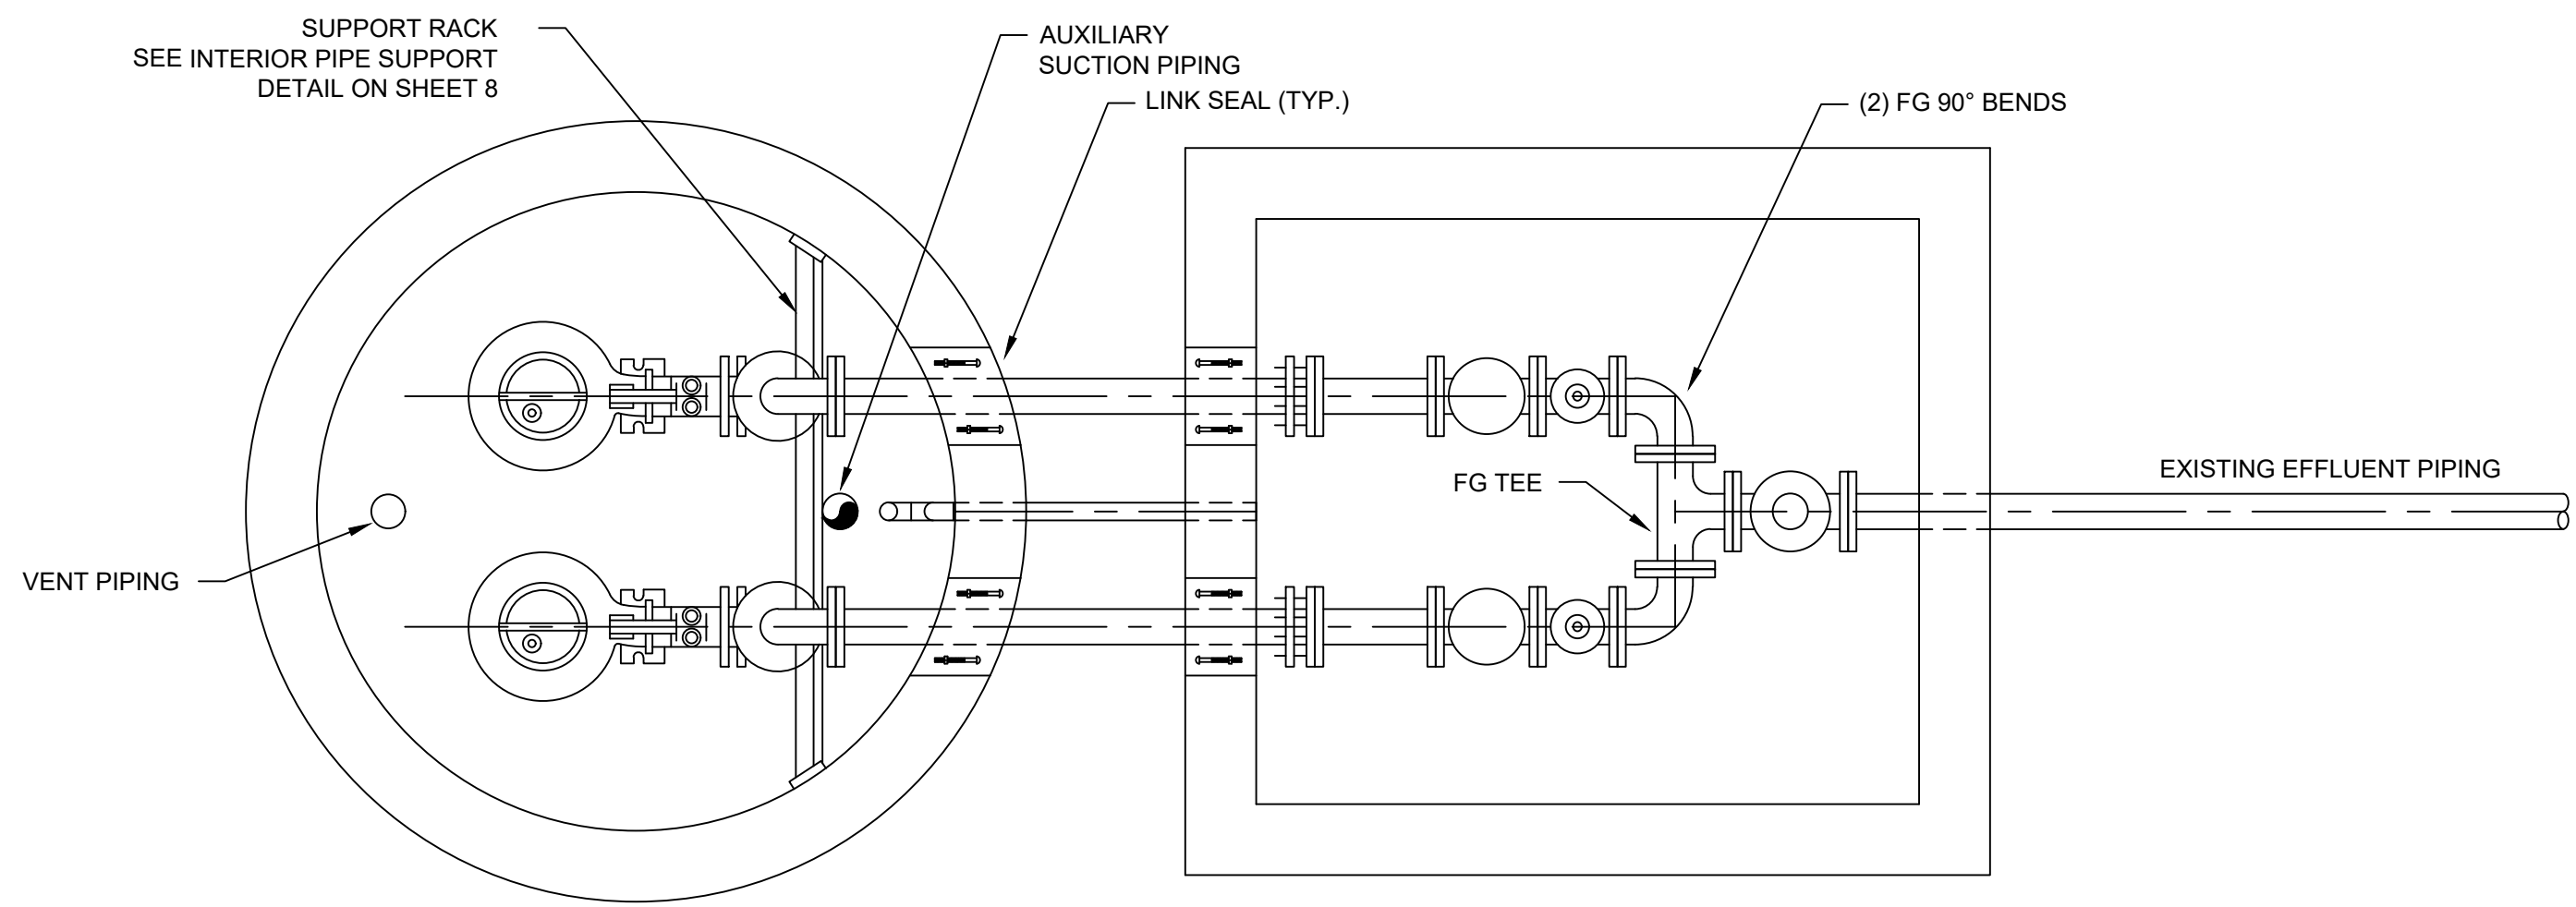 SUPPORT RACK
SEE INTERIOR PIPE SUPPORT
DETAIL ON SHEET 8
AUXILIARY
SUCTION PIPING
LINK SEAL (TYP.)
(2) FG 90° BENDS
FG TEE
EXISTING EFFLUENT PIPING
VENT PIPING